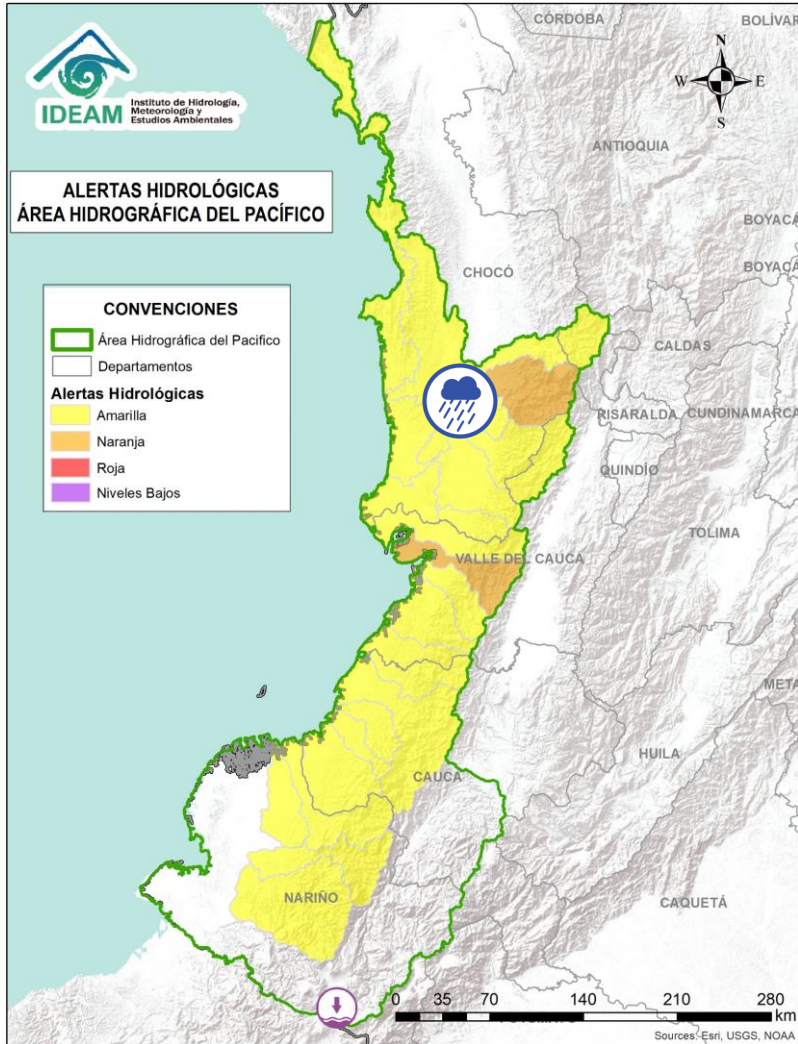 CÓRDOBA
BOLÍVAR
N
W
E
S
IDEAM
Instituto de Hidrología,
Meteorología y
Estudios Ambientales
ANTIOQUIA
ALERTAS HIDROLÓGICAS
ÁREA HIDROGRÁFICA DEL PACÍFICO
BOYACÁ
CHOCÓ
BOYACÁ
CONVENCIONES
Área Hidrográfica del Pacífico
Departamentos
Alertas Hidrológicas
Amarilla
Naranja
Roja
Niveles Bajos
CALDAS
RISARALDA
CUNDINAMARCA
QUINDÍO
TOLIMA
VALLE DEL CAUCA
META
HUILA
CAUCA
NARIÑO
CAQUETÁ
0 35 70 140 210 280
km
Sources: Esri, USGS, NOAA